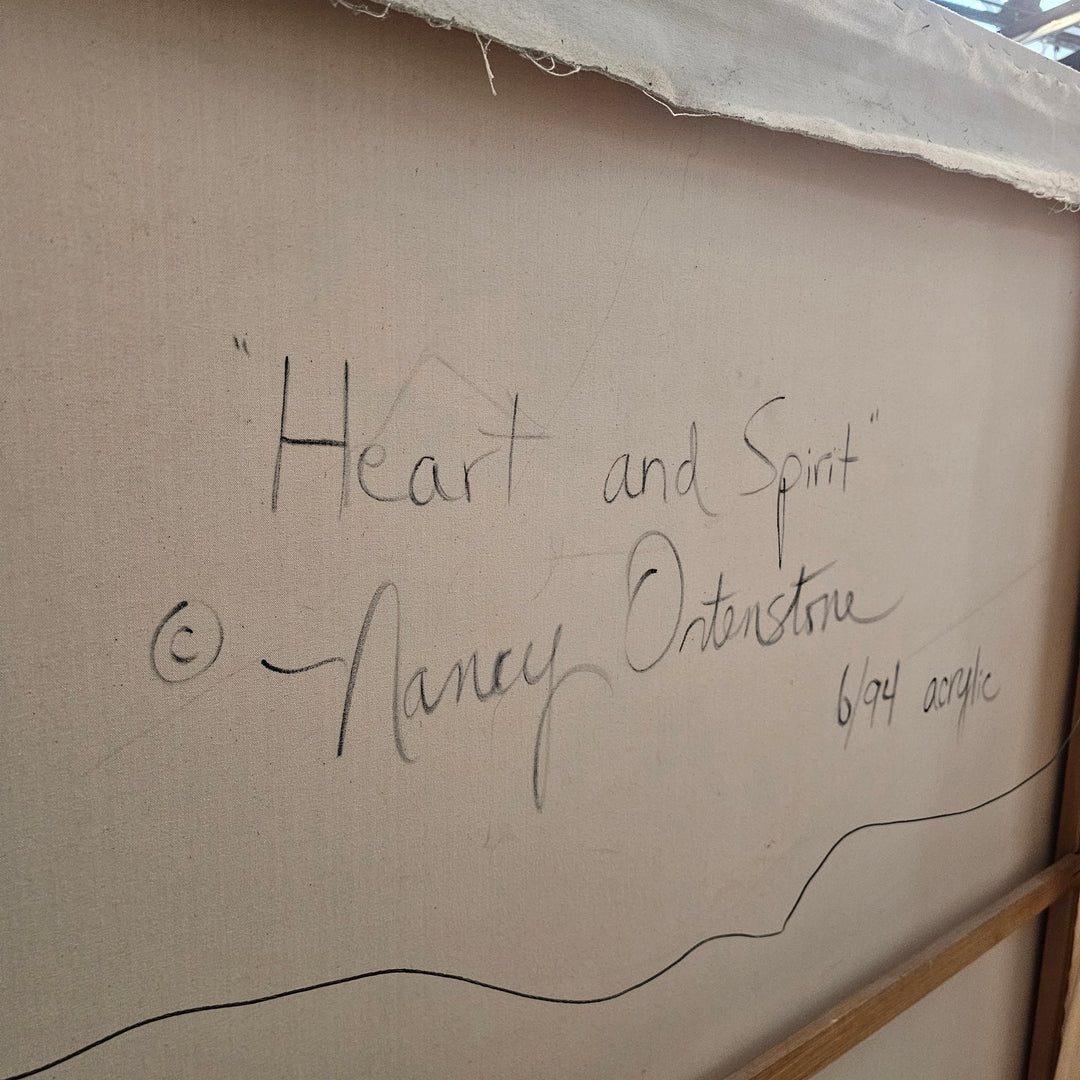 "Heart and Spirit"
© Nancy Ortenstone
6/94 acrylic